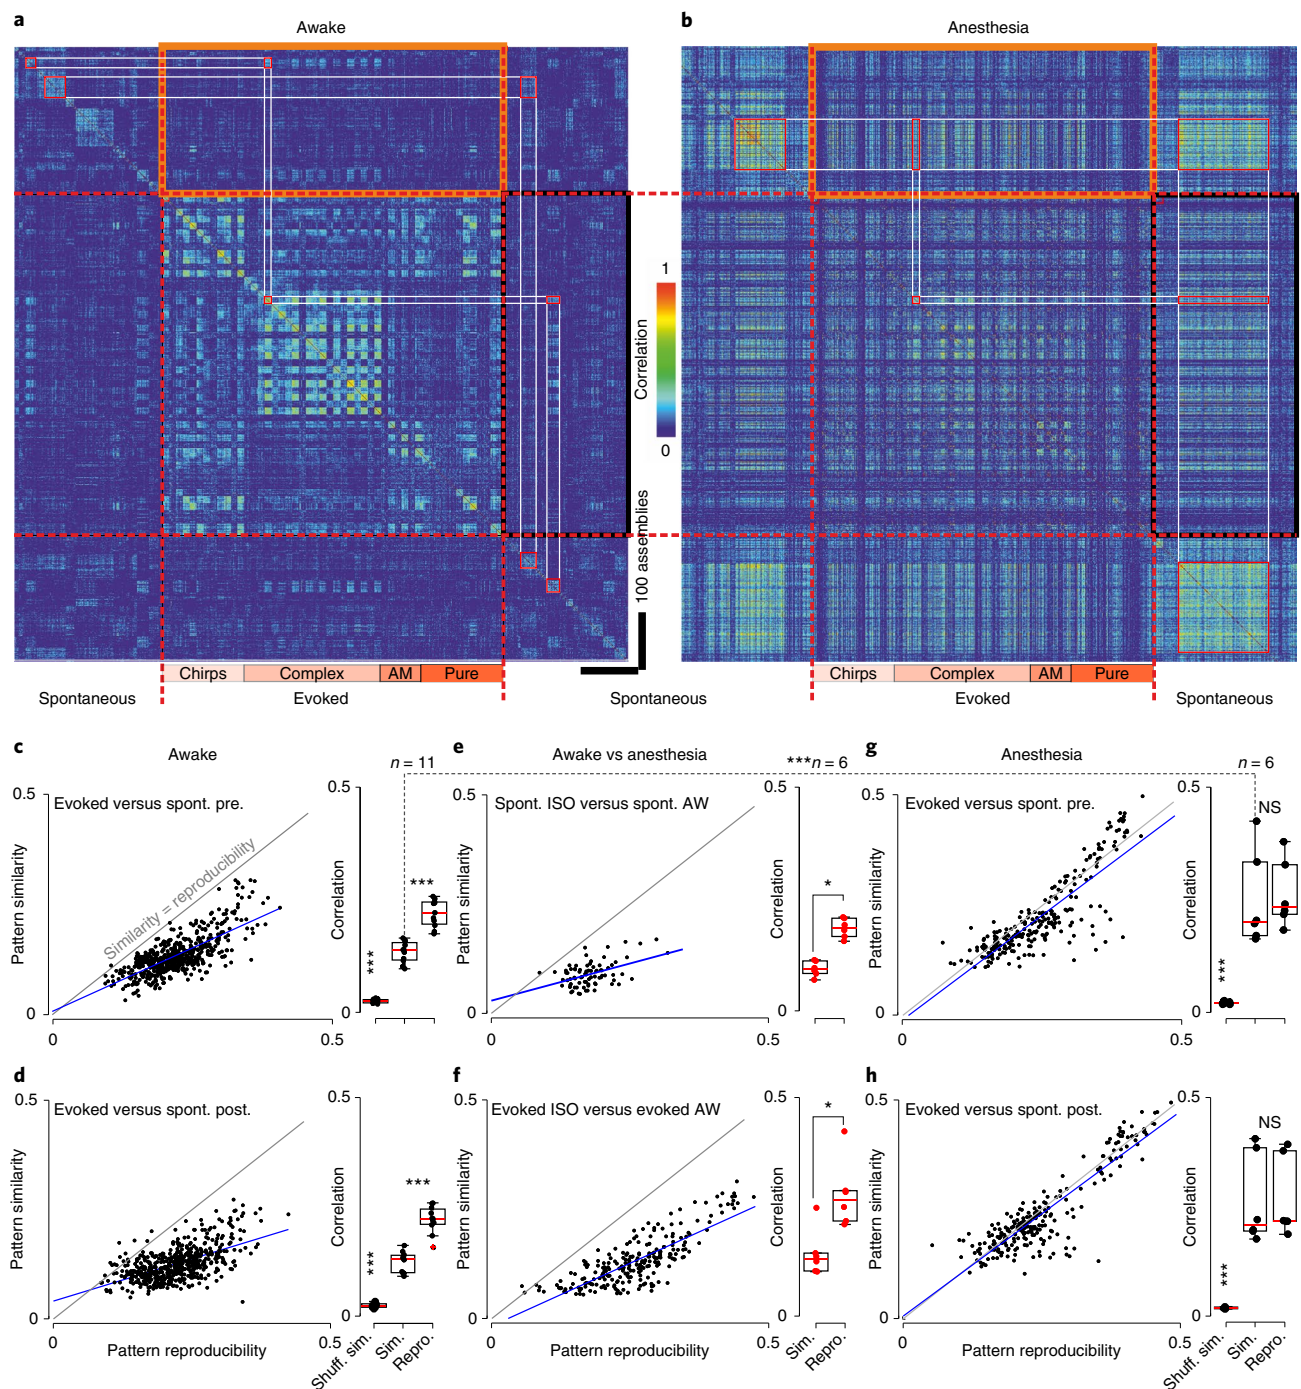 a
Awake
b
Anesthesia
1
Correlation
0
100 assemblies
Chirps Complex AM Pure
Spontaneous Evoked Spontaneous
Chirps Complex AM Pure
Evoked Spontaneous
c
Awake
n = 11
Evoked versus spont. pre.
Similarity = reproducibility
Pattern similarity
0.5
0
0
0.5
Correlation
0.5
0
***
***
e
Awake vs anesthesia
***n = 6
Spont. ISO versus spont. AW
0.5
0
0.5
Correlation
0.5
0
*
g
Anesthesia
n = 6
Evoked versus spont. pre.
Pattern similarity
0.5
0
0
0.5
Correlation
0.5
0
***
NS
d
Evoked versus spont. post.
Pattern similarity
0.5
0
0
Pattern reproducibility
0.5
Correlation
0.5
0
***
***
Shuff. sim.
Sim.
Repro.
f
Evoked ISO versus evoked AW
0.5
0
0
0.5
Correlation
0.5
0
*
Sim.
Repro.
h
Evoked versus spont. post.
Pattern similarity
0.5
0
0
Pattern reproducibility
0.5
Correlation
0.5
0
***
NS
Shuff. sim.
Sim.
Repro.